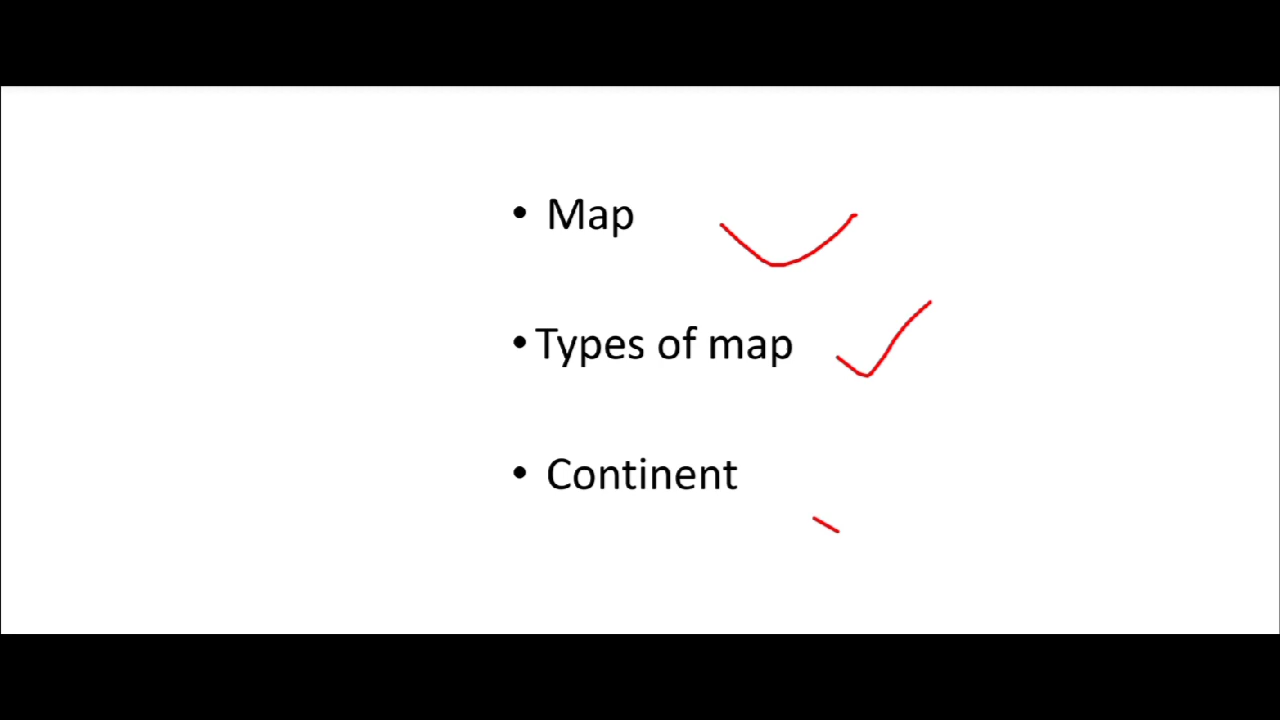 • Map
• Types of map
• Continent